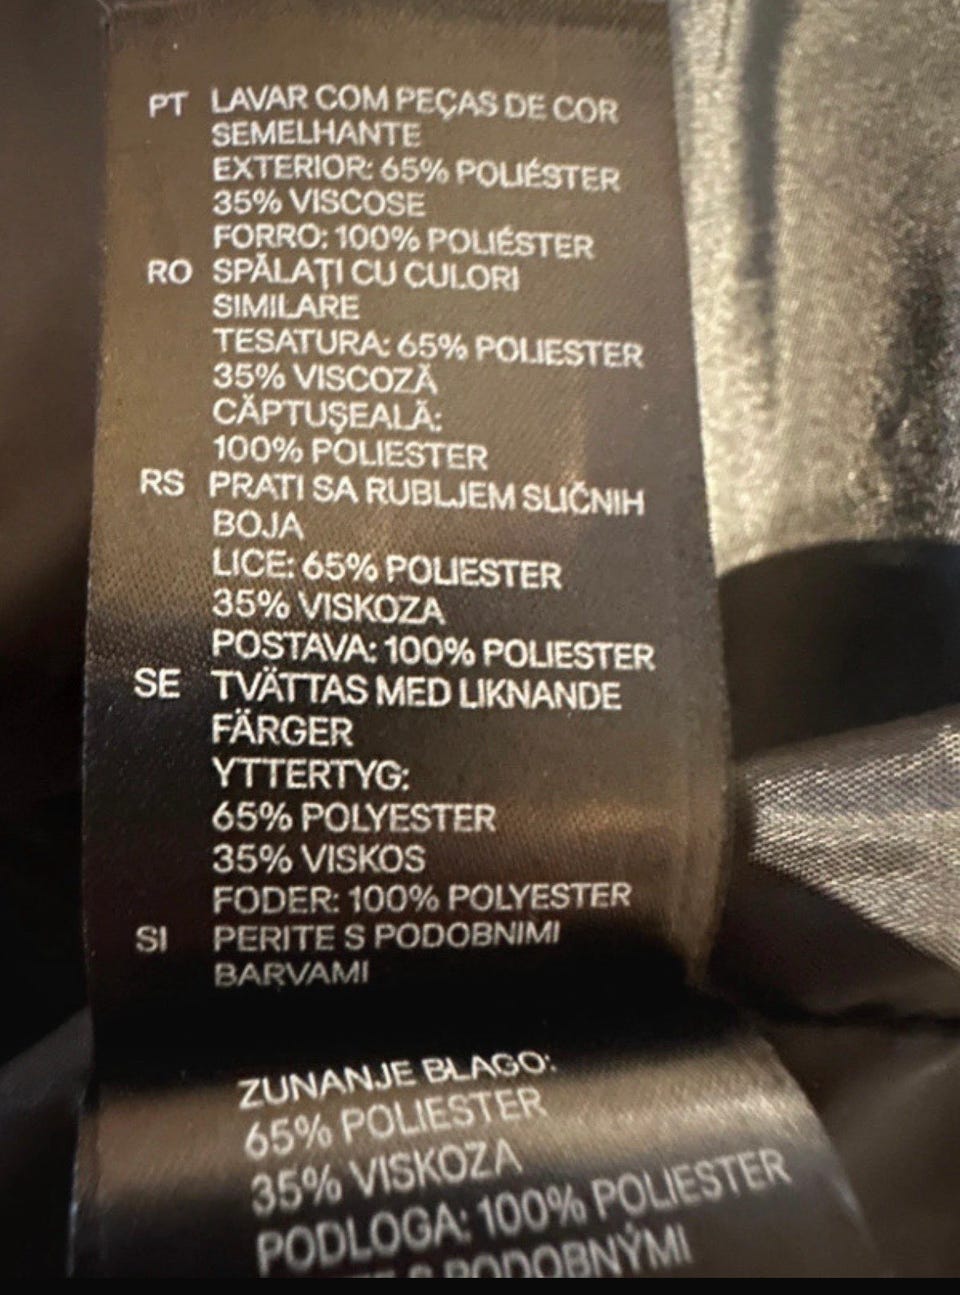 PT LAVAR COM PEÇAS DE COR
SEMELHANTE
EXTERIOR: 65% POLIÉSTER
35% VISCOSE
FORRO: 100% POLIÉSTER
RO SPĂLAŢI CU CULORI
SIMILARE
TESATURA: 65% POLIESTER
35% VISCOZĂ
CĂPTUŞEALĂ:
100% POLIESTER
RS PRATI SA RUBLJEM SLIČNIH
BOJA
LICE: 65% POLIESTER
35% VISKOZA
POSTAVA: 100% POLIESTER
SE TVÄTTAS MED LIKNANDE
FÄRGER
YTTERTYG:
65% POLYESTER
35% VISKOS
FODER: 100% POLYESTER
SI PERITE S PODOBNIMI
BARVAMI
ZUNANJE BLAGO:
65% POLIESTER
35% VISKOZA
PODLOGA: 100% POLIESTER
S PODOBNÝMI